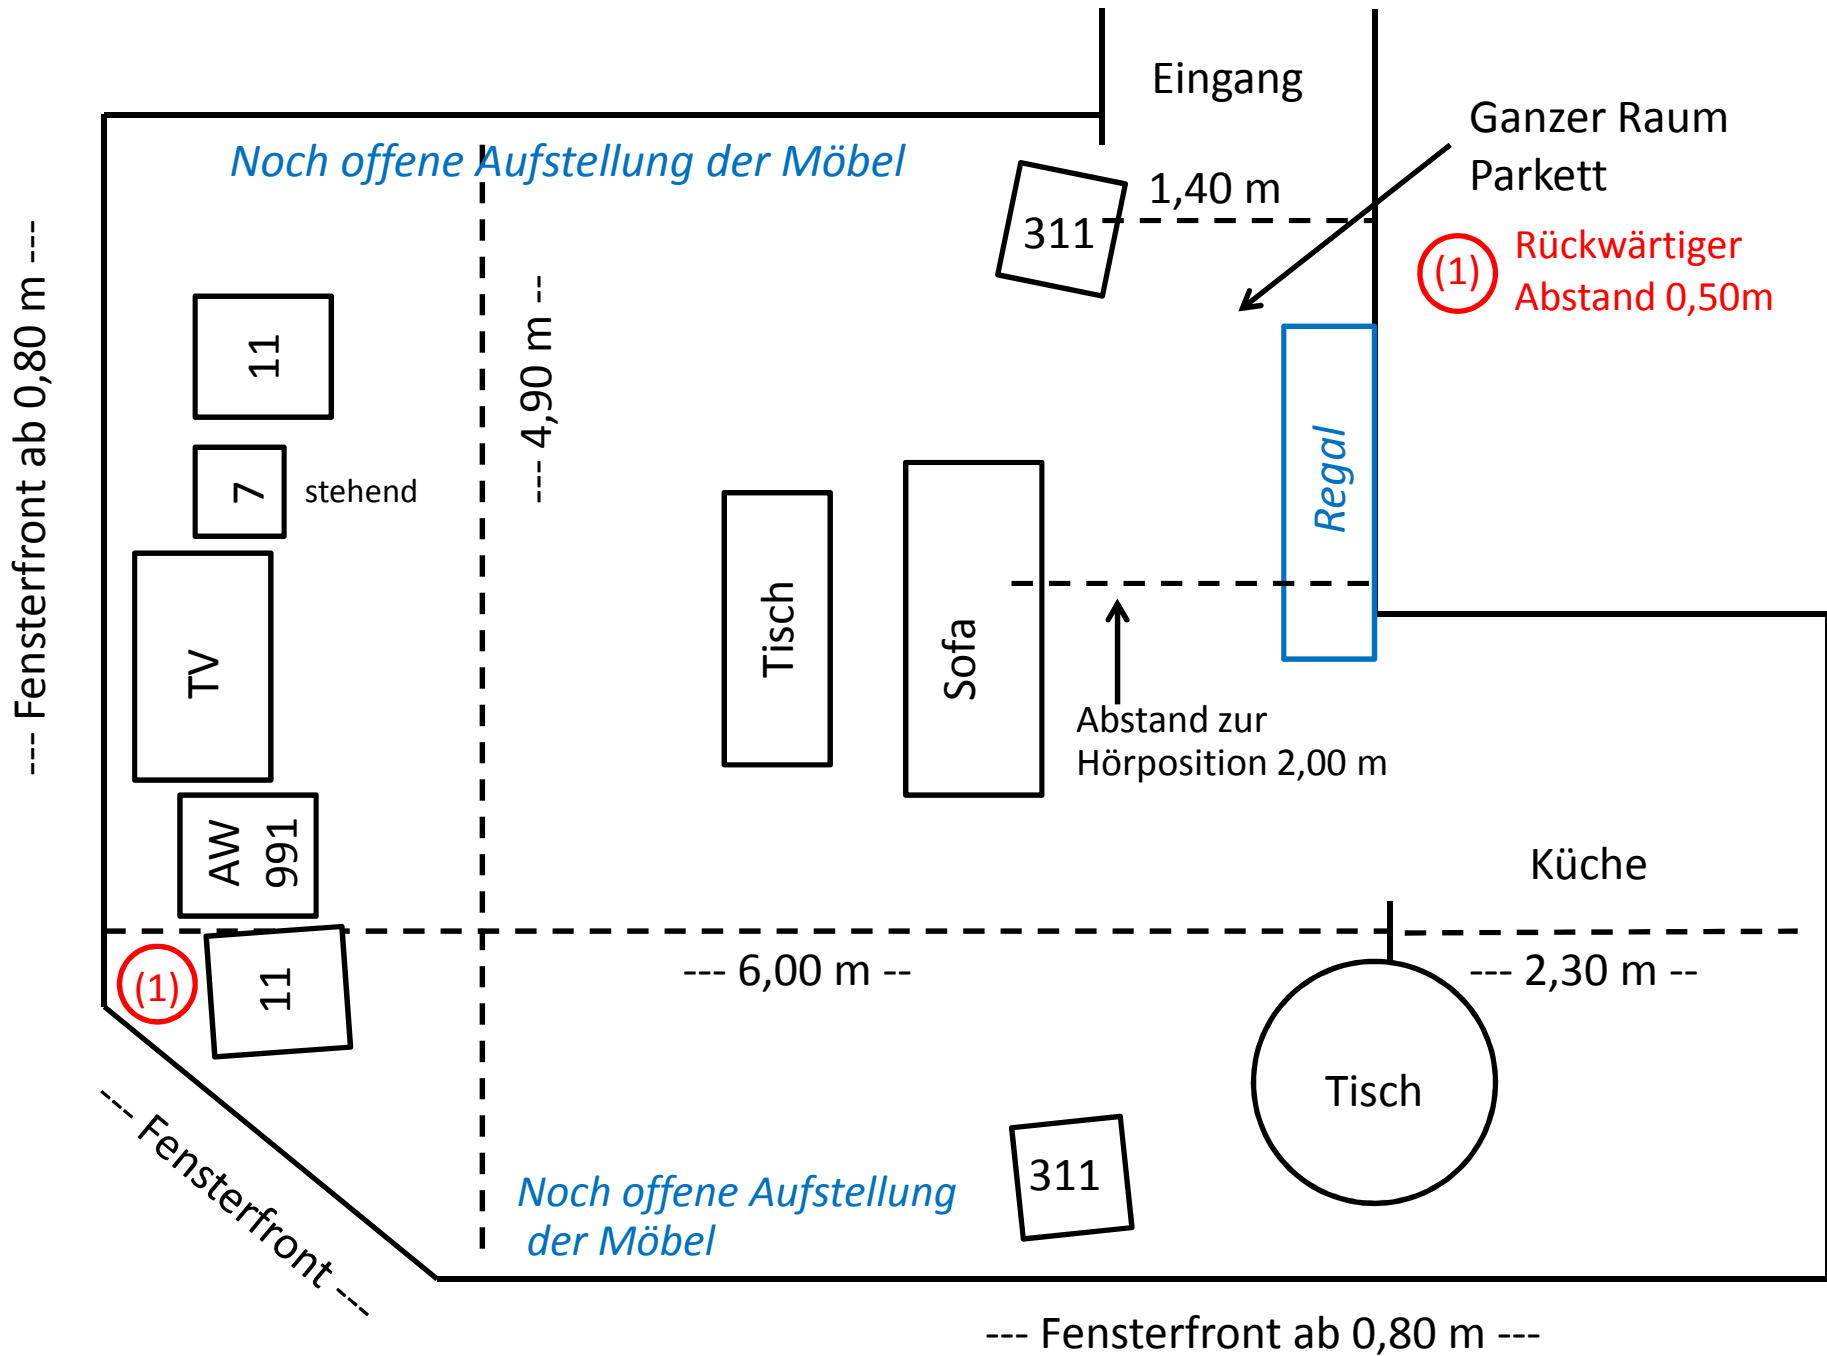 Eingang
Ganzer Raum
Parkett
Noch offene Aufstellung der Möbel
1,40 m
311
(1)
Rückwärtiger
Abstand 0,50m
--- Fensterfront ab 0,80 m ---
11
--- 4,90 m --
7
stehend
Regal
TV
Tisch
Sofa
Abstand zur
Hörposition 2,00 m
AW
991
Küche
--- 6,00 m --
--- 2,30 m --
(1)
11
Tisch
--- Fensterfront ---
311
Noch offene Aufstellung
der Möbel
--- Fensterfront ab 0,80 m ---